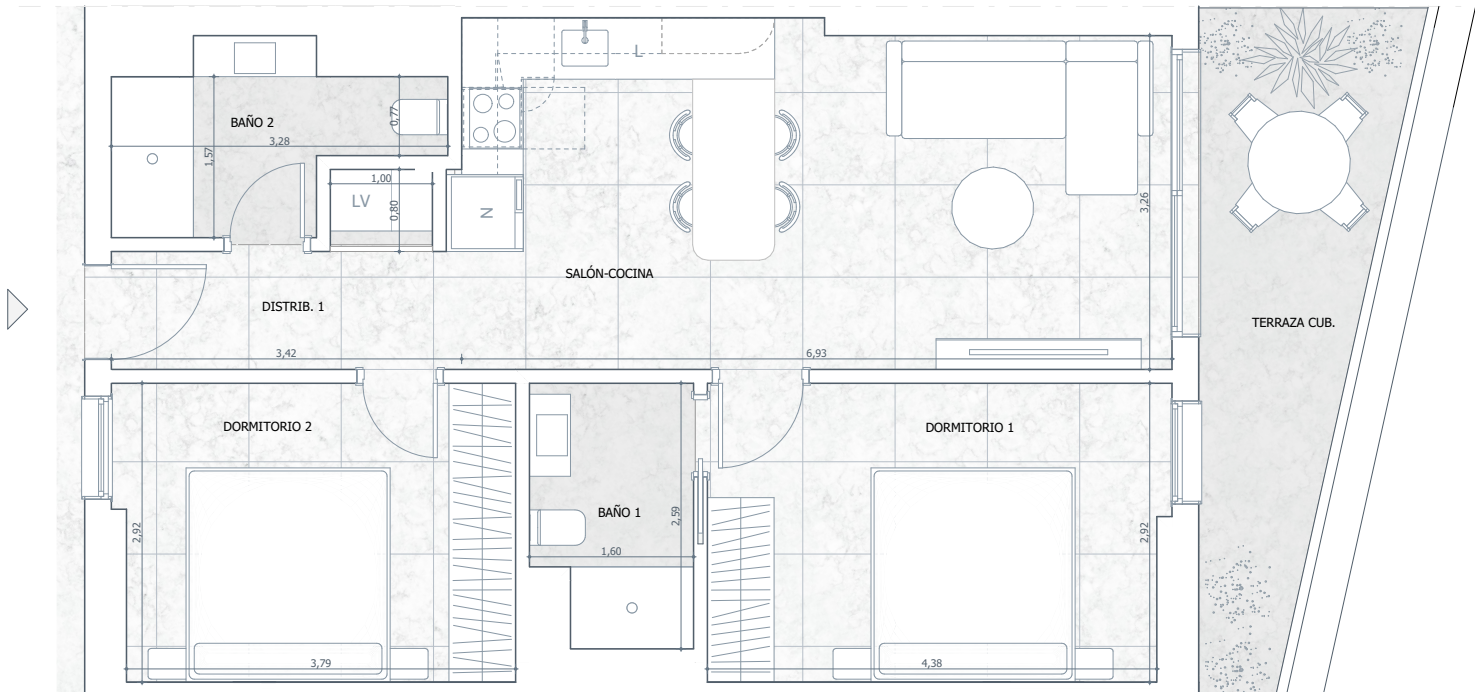 L
BAÑO 2
0,77
3,28
1,57
1,00
LV
0,80
N
3,26
SALÓN-COCINA
DISTRIB. 1
TERRAZA CUB.
3,42
6,93
DORMITORIO 2
DORMITORIO 1
BAÑO 1
2,59
2,92
2,92
1,60
3,79
4,38